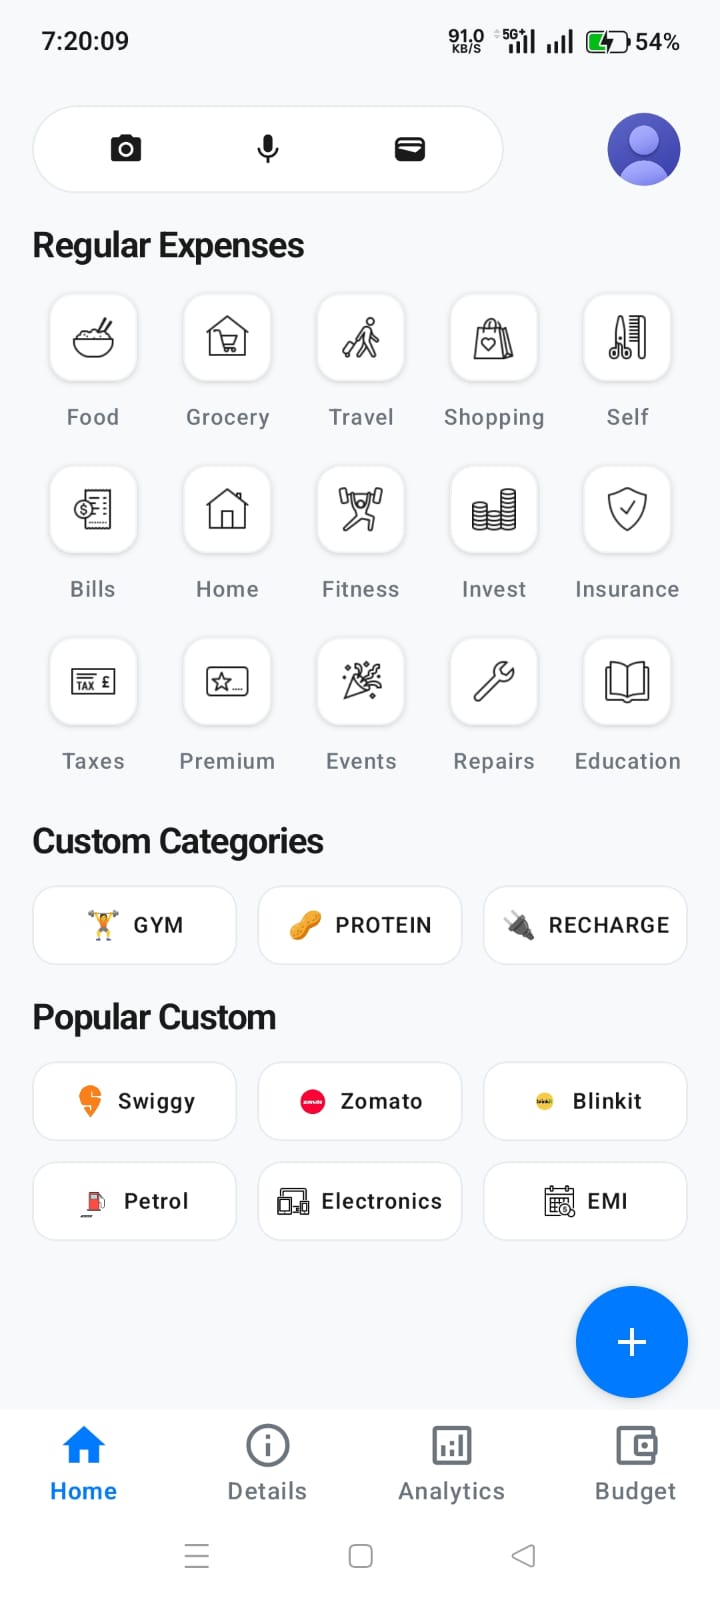 7:20:09 91.0 KB/S 5G+ 54%
Regular Expenses
Food Grocery Travel Shopping Self
Bills Home Fitness Invest Insurance
TAX £
Taxes Premium Events Repairs Education
Custom Categories
GYM PROTEIN RECHARGE
Popular Custom
Swiggy Zomato Blinkit
Petrol Electronics EMI
Home Details Analytics Budget